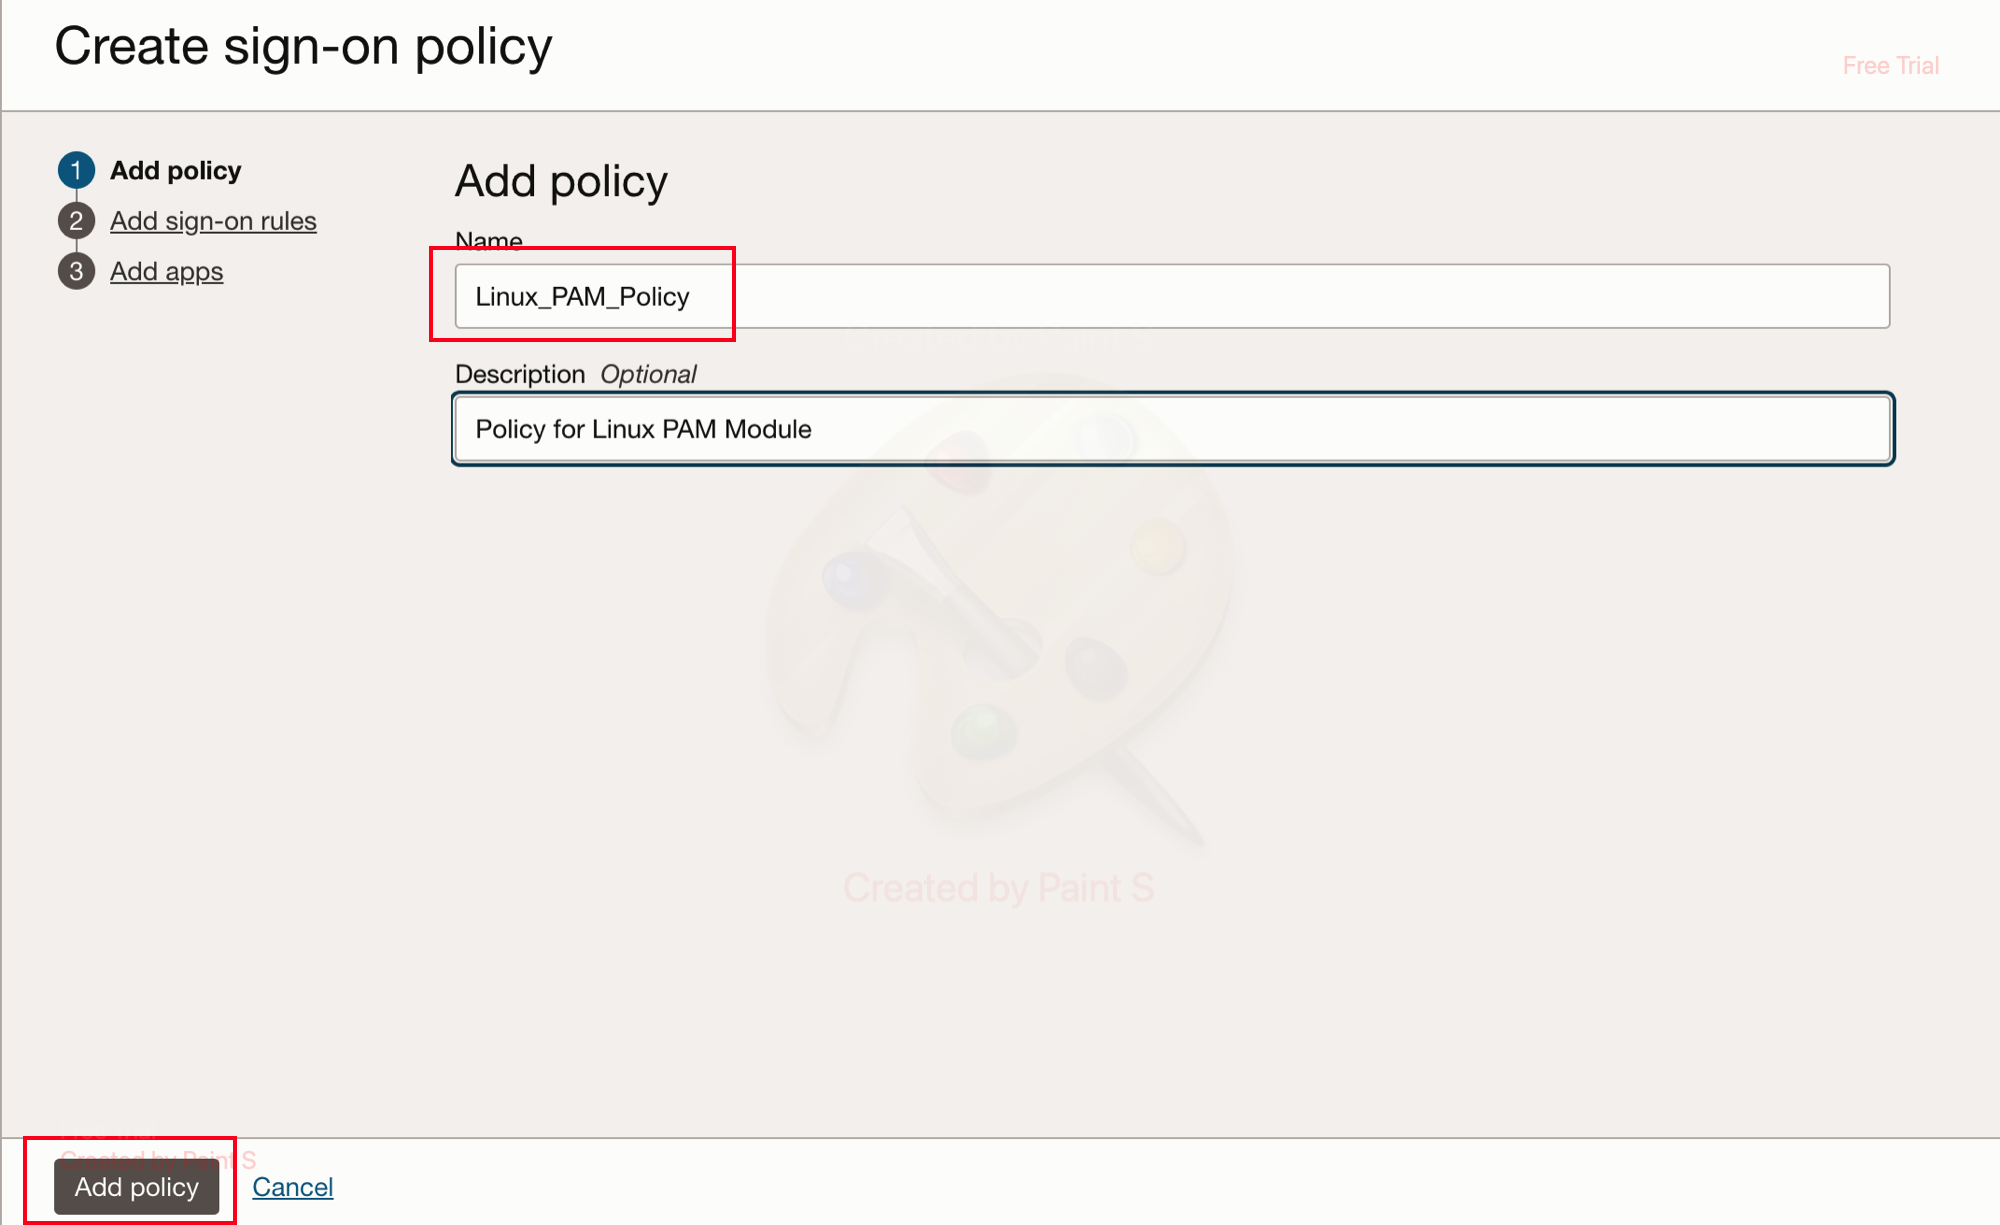 Create sign-on policy
Free Trial
1 Add policy
2 Add sign-on rules
3 Add apps
Add policy
Name
Linux_PAM_Policy
Description Optional
Policy for Linux PAM Module
Created by Paint S
Created by Paint S
Add policy
Cancel